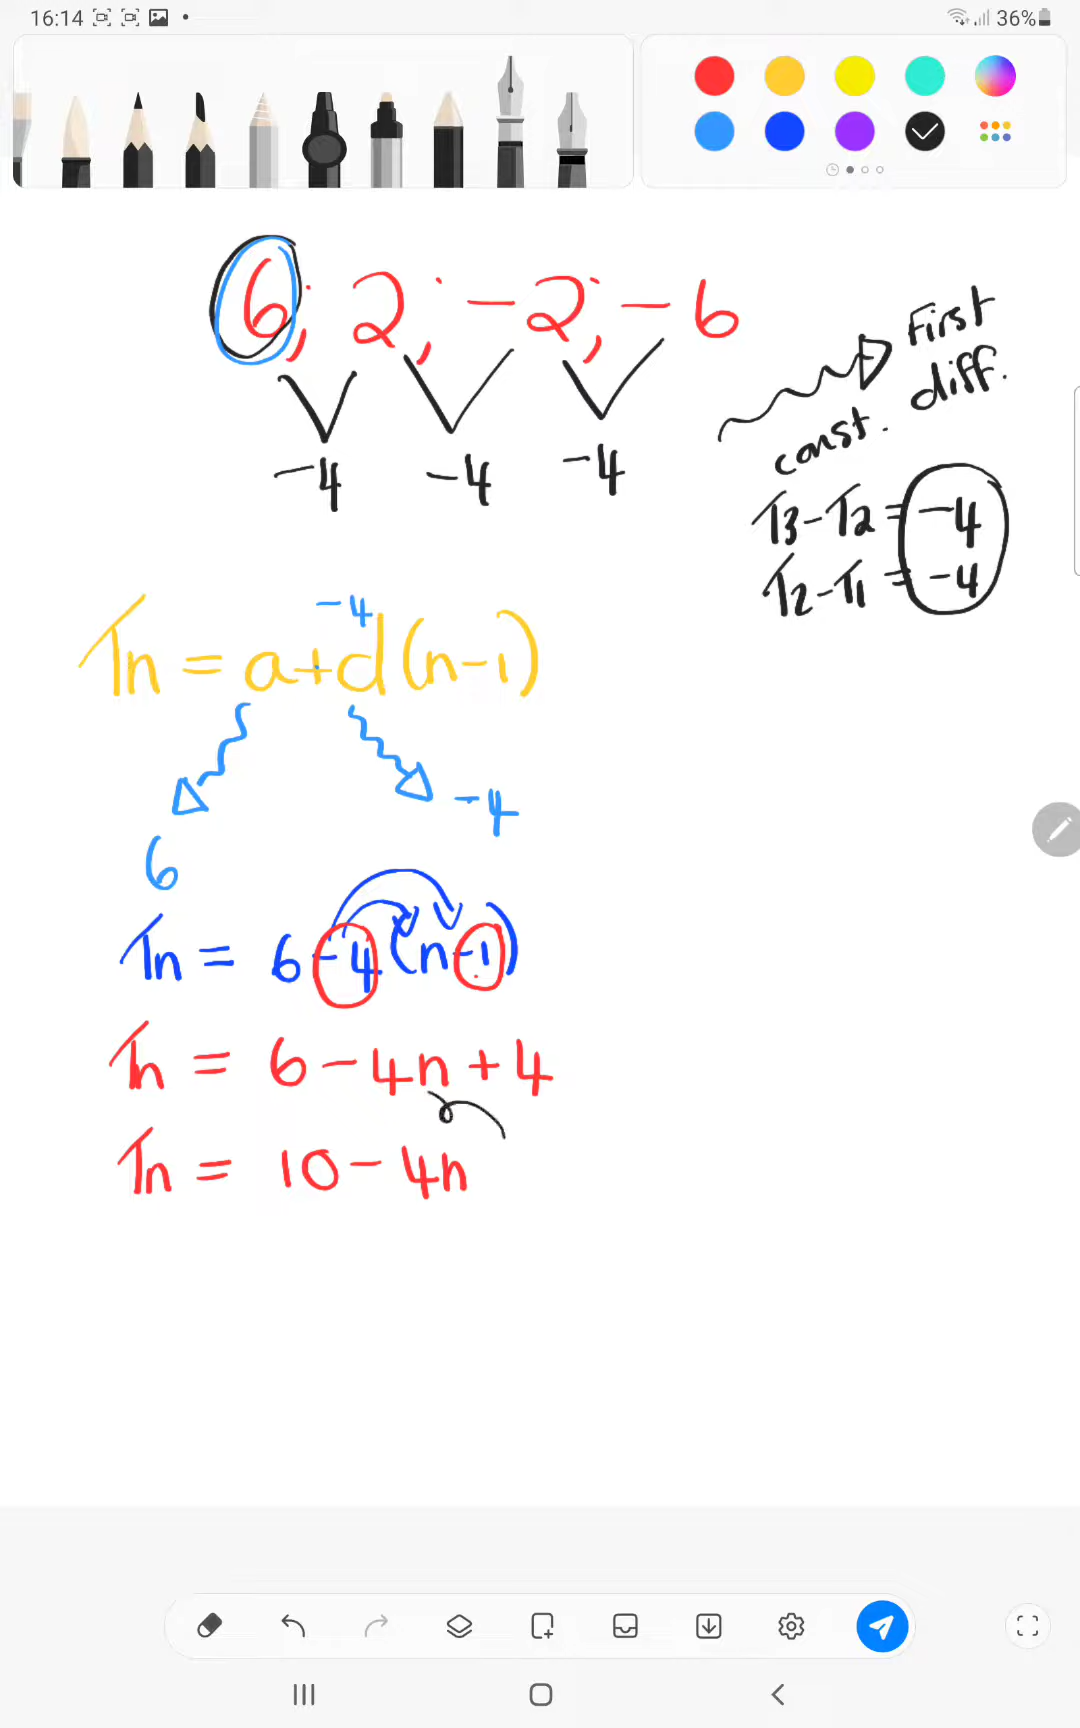 16:14
36%
6; 2; -2; -6
-4 -4 -4
First
diff.
const.
T3-T2 = -4
T2-T1 = -4
-4
Tn = a+d(n-1)
-4
6
Tn = 6-4(n-1)
Tn = 6-4n+4
Tn = 10-4n